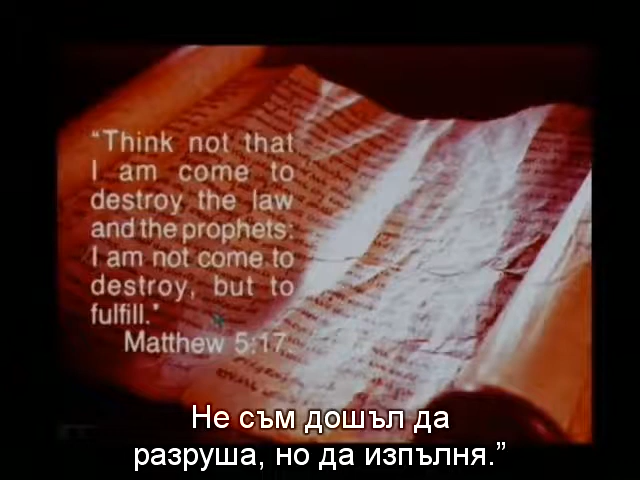 “Think not that
I am come to
destroy the law
and the prophets:
I am not come to
destroy, but to
fulfill."
Matthew 5:17.
Не съм дошъл да
разруша, но да изпълня.”